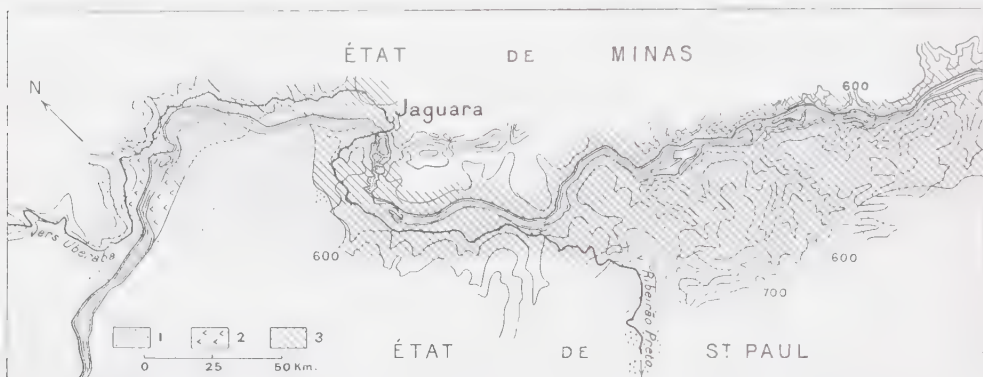 ÉTAT DE MINAS
600
N
Jaguara
vers Uberaba
600
600
700
Ribeirão Preto
1 2 3
ÉTAT DE ST PAUL
0 25 50 Km.